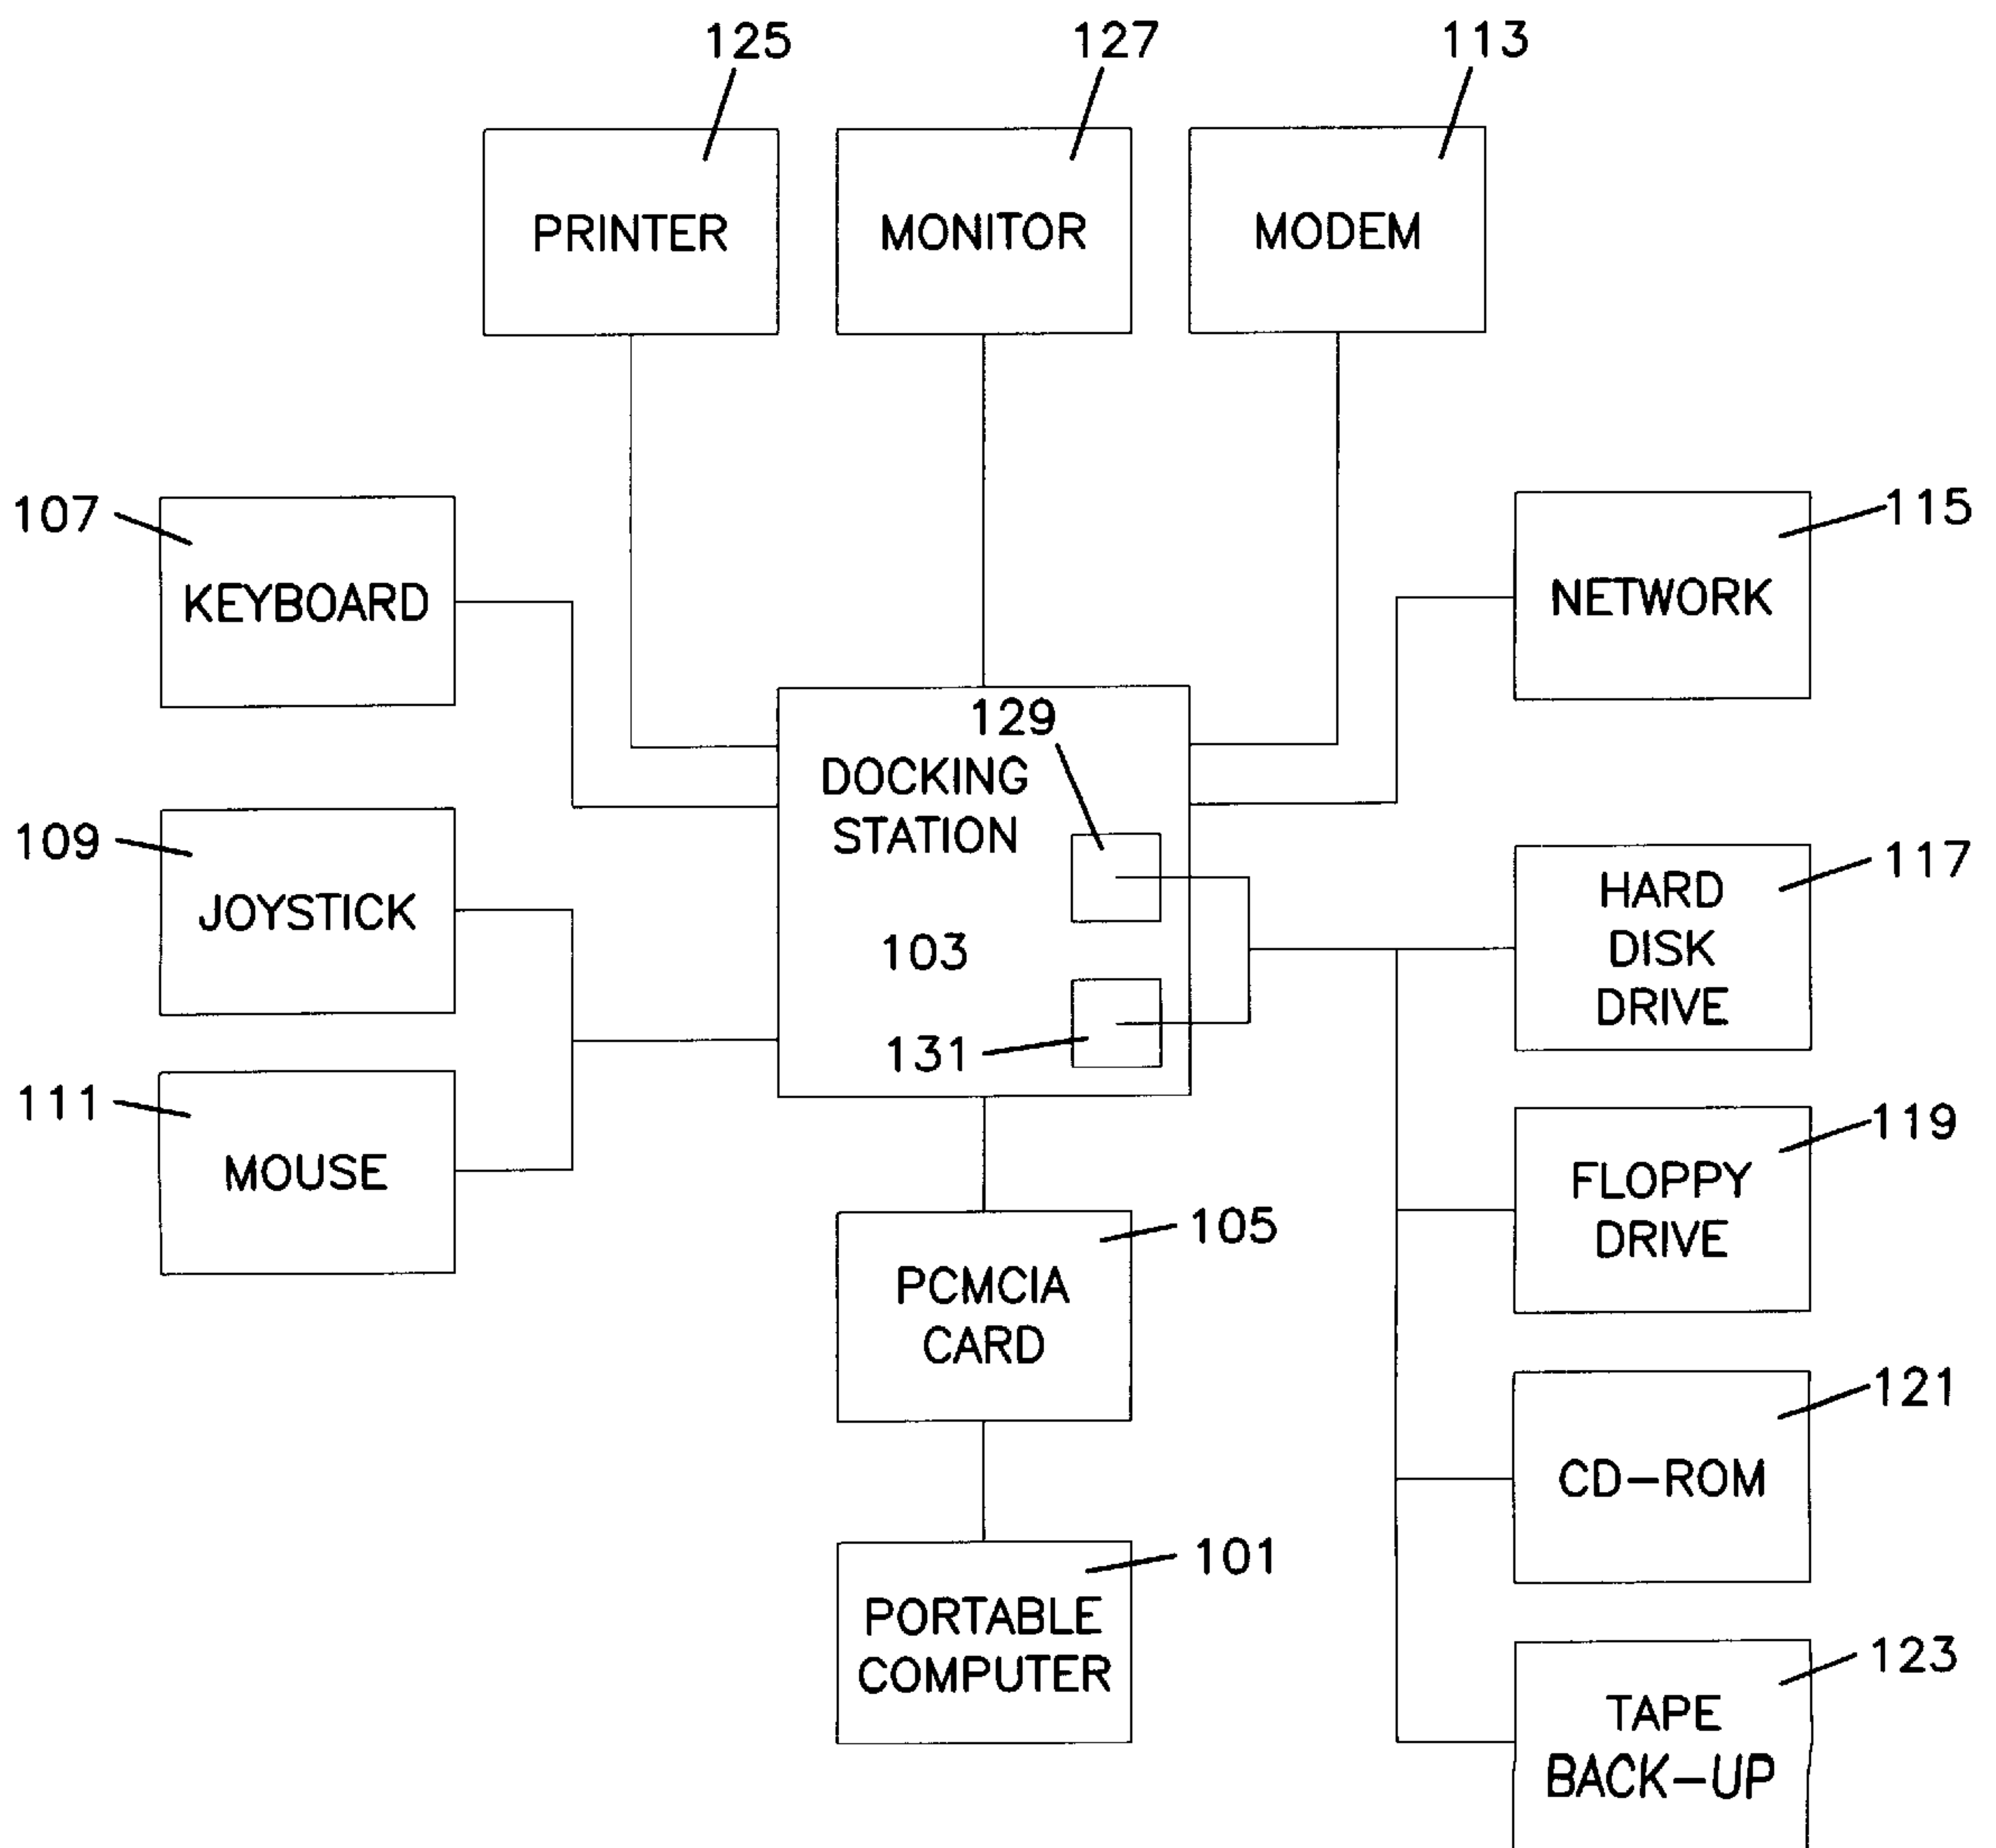 125
127
113
PRINTER
MONITOR
MODEM
107
115
KEYBOARD
NETWORK
129
DOCKING
STATION
109
117
JOYSTICK
HARD
DISK
DRIVE
103
131
111
119
MOUSE
FLOPPY
DRIVE
105
PCMCIA
CARD
121
CD-ROM
101
PORTABLE
COMPUTER
123
TAPE
BACK-UP